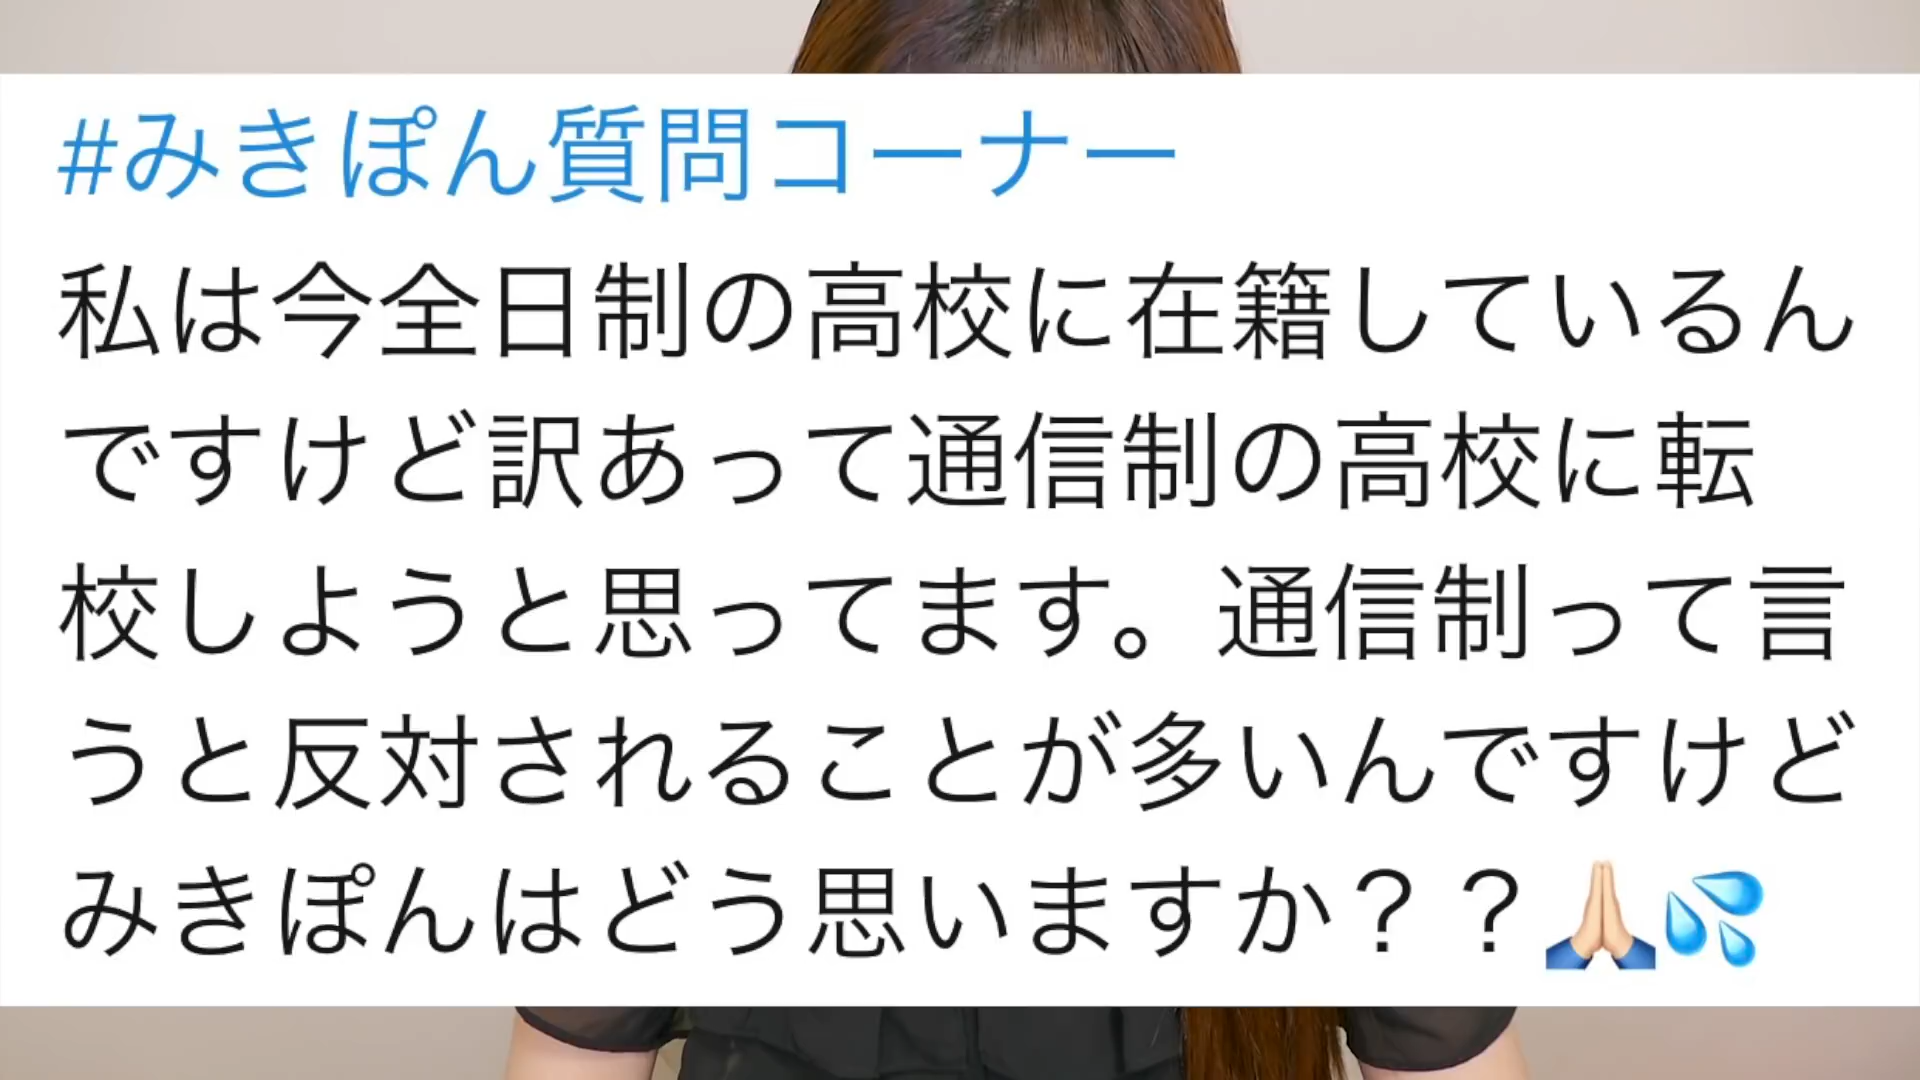 #みきぽん質問コーナー
私は今全日制の高校に在籍しているん
ですけど訳あって通信制の高校に転
校しようと思ってます。通信制って言
うと反対されることが多いんですけど
みきぽんはどう思いますか？？🙏🏻💦